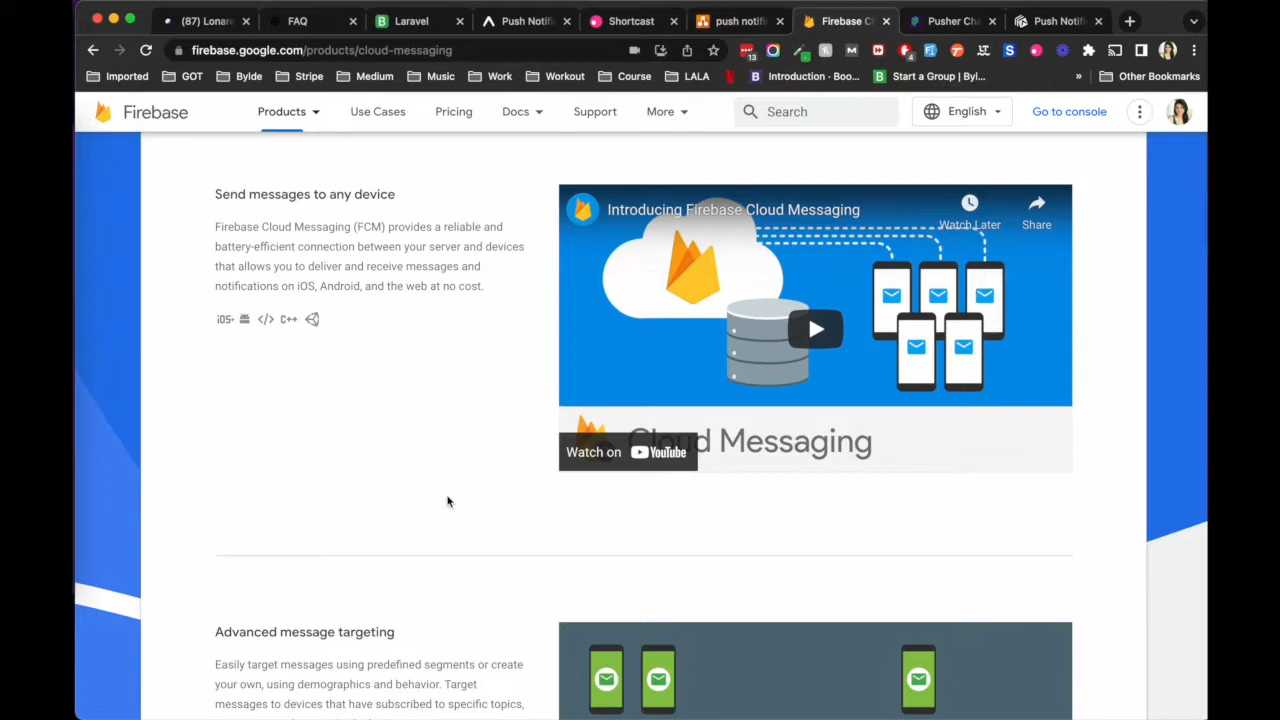 (87) Lonare
FAQ
Laravel
Push Notifi
Shortcast
push notifi
Firebase Cl
Pusher Cha
Push Notifi
firebase.google.com/products/cloud-messaging
13
4
Imported
GOT
Bylde
Stripe
Medium
Music
Work
Workout
Course
LALA
Introduction · Boo...
Start a Group | Byl...
»
Other Bookmarks
Firebase
Products
Use Cases
Pricing
Docs
Support
More
Search
English
Go to console
Send messages to any device
Firebase Cloud Messaging (FCM) provides a reliable and
battery-efficient connection between your server and devices
that allows you to deliver and receive messages and
notifications on iOS, Android, and the web at no cost.
iOS+ </> C++
Introducing Firebase Cloud Messaging
Watch Later
Share
Cloud Messaging
Watch on YouTube
Advanced message targeting
Easily target messages using predefined segments or create
your own, using demographics and behavior. Target
messages to devices that have subscribed to specific topics,